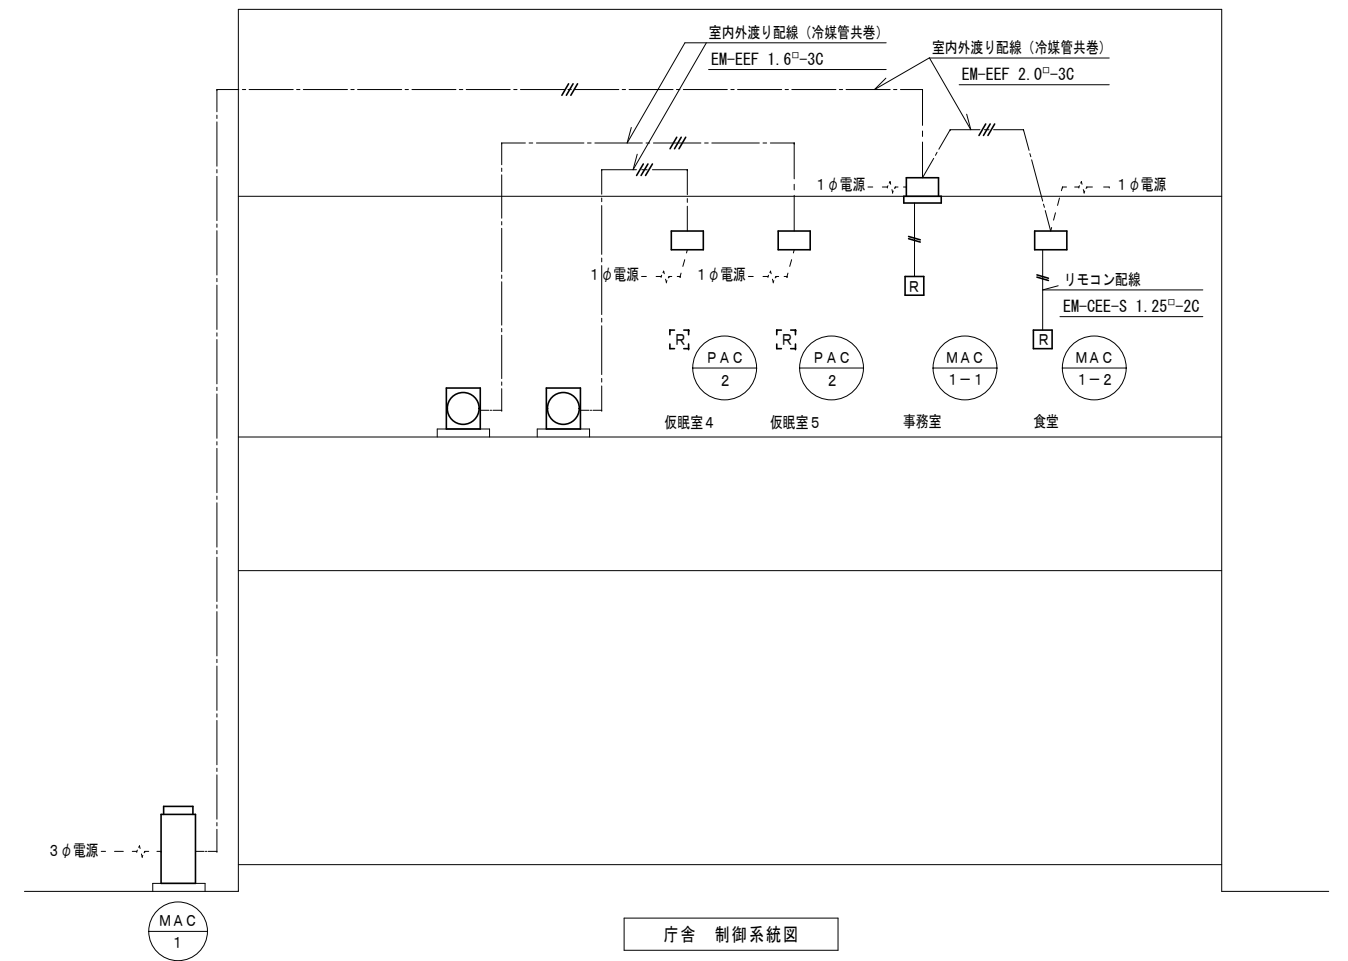 室内外渡り配線（冷媒管共巻）
EM-EEF 1.6□-3C
室内外渡り配線（冷媒管共巻）
EM-EEF 2.0□-3C
1φ電源
1φ電源
1φ電源
1φ電源
R
リモコン配線
EM-CEE-S 1.25□-2C
R
R
R
PAC
2
PAC
2
MAC
1-1
MAC
1-2
仮眠室4
仮眠室5
事務室
食堂
3φ電源
MAC
1
庁舎 制御系統図